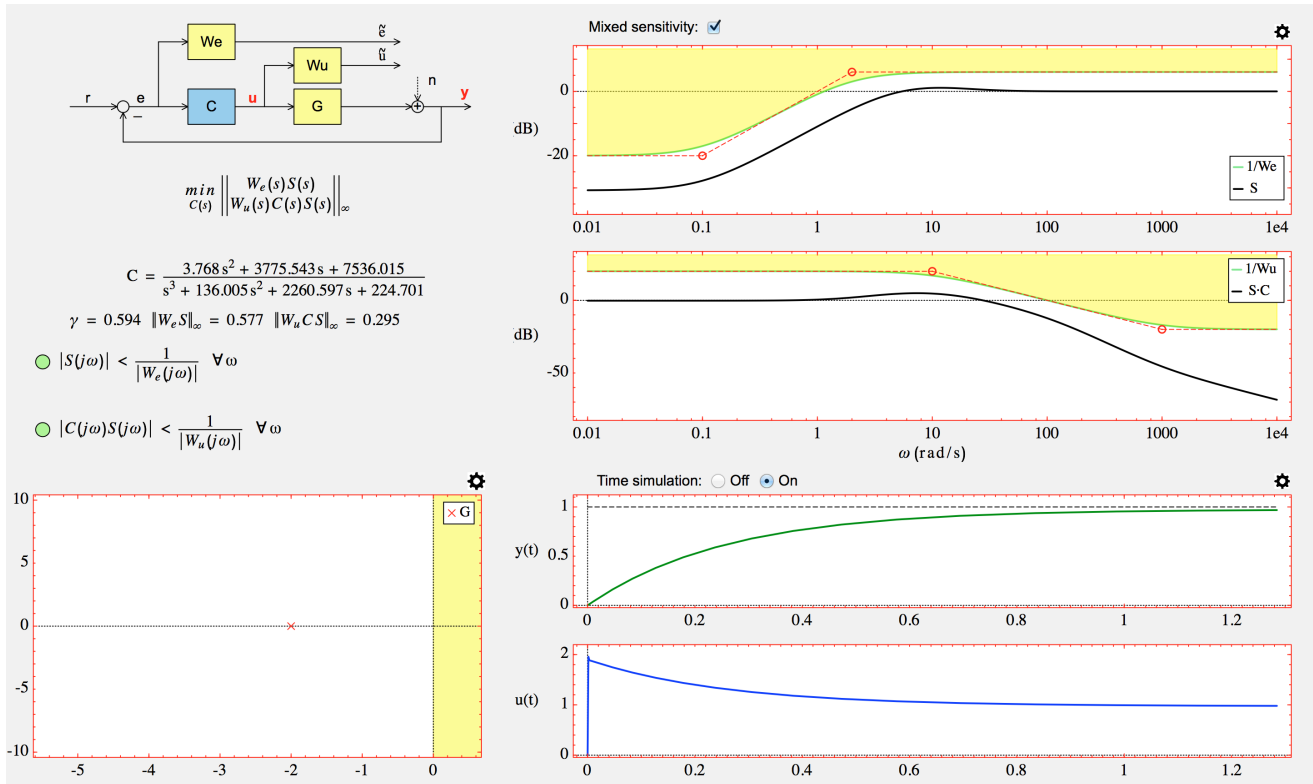 We
ẽ
Wu
ũ
n
r
e
C
u
G
+
y
−
min
C(s)
‖ We(s)S(s)
Wu(s)C(s)S(s) ‖∞
C = (3.768 s² + 3775.543 s + 7536.015) / (s³ + 136.005 s² + 2260.597 s + 224.701)
γ = 0.594 ‖WeS‖∞ = 0.577 ‖WuCS‖∞ = 0.295
|S(jω)| < 1 / |We(jω)| ∀ ω
|C(jω)S(jω)| < 1 / |Wu(jω)| ∀ ω
Mixed sensitivity:
0
dB)
-20
1/We
S
0.01 0.1 1 10 100 1000 1e4
1/Wu
S·C
0
dB)
-50
0.01 0.1 1 10 100 1000 1e4
ω (rad/s)
10
× G
5
0
-5
-10
-5 -4 -3 -2 -1 0
Time simulation: Off On
1
y(t) 0.5
0
0 0.2 0.4 0.6 0.8 1 1.2
2
u(t) 1
0
0 0.2 0.4 0.6 0.8 1 1.2